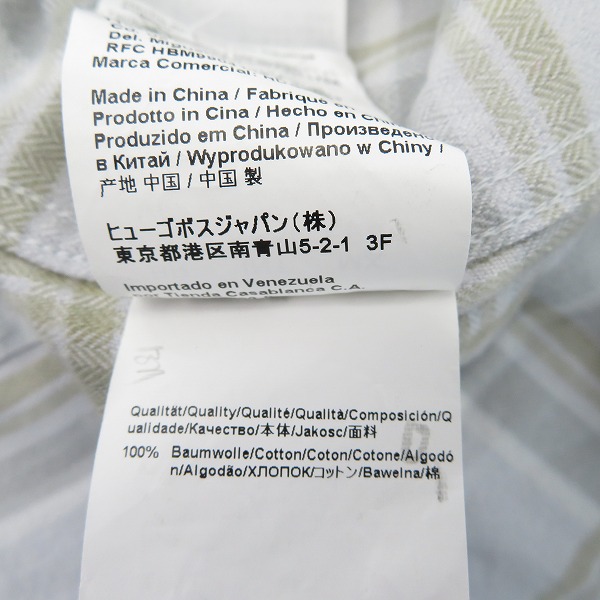 Del.
RFC
Marca Comercial:
Made in China / Fabriqué en
Prodotto in Cina / Hecho en
Produzido em China / Произведено
в Китай / Wyprodukowano w Chiny /
产地 中国 / 中国 製
ヒューゴボスジャパン(株)
東京都港区南青山5-2-1 3F
Importado en Venezuela
por Tienda Casablanca C.A.
Qualität/Quality/Qualité/Qualità/Composición/Q
ualidade/Качество/本体/Jakosc/面料
100% Baumwolle/Cotton/Coton/Cotone/Algodó
n/Algodão/ХЛОПОК/コットン/Bawełna/棉